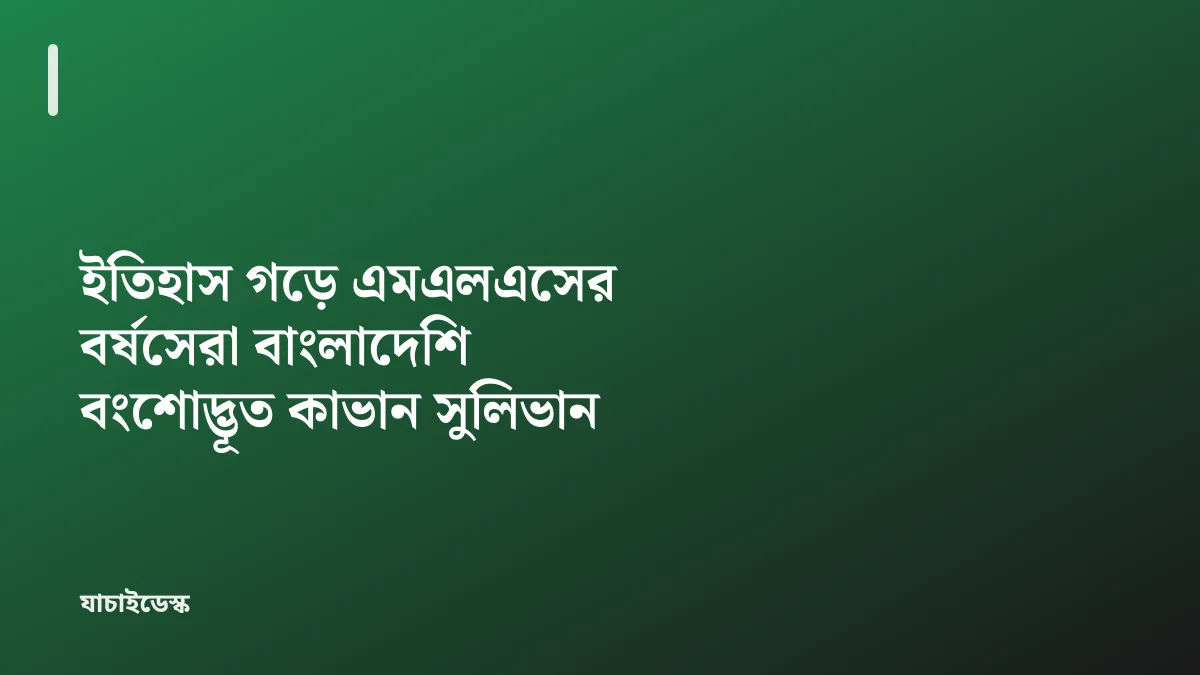 ইতিহাস গড়ে এমএলএসের
বর্ষসেরা বাংলাদেশি
বংশোদ্ভূত কাভান সুলিভান
যাচাইডেস্ক